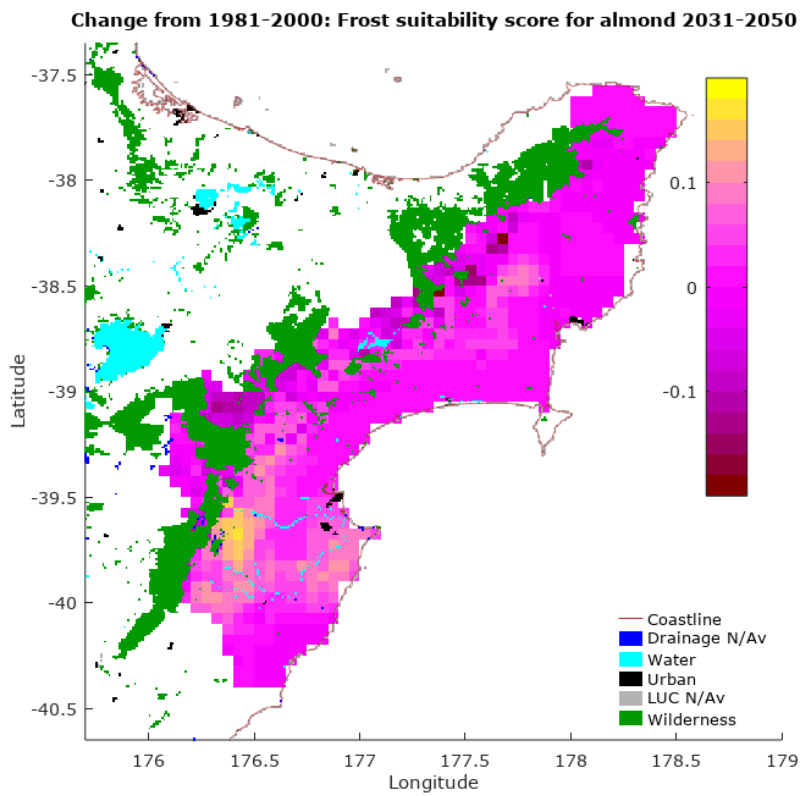 Change from 1981-2000: Frost suitability score for almond 2031-2050
-37.5
-38
-38.5
-39
-39.5
-40
-40.5
Latitude
0.1
0
-0.1
Coastline
Drainage N/Av
Water
Urban
LUC N/Av
Wilderness
176
176.5
177
177.5
178
178.5
179
Longitude